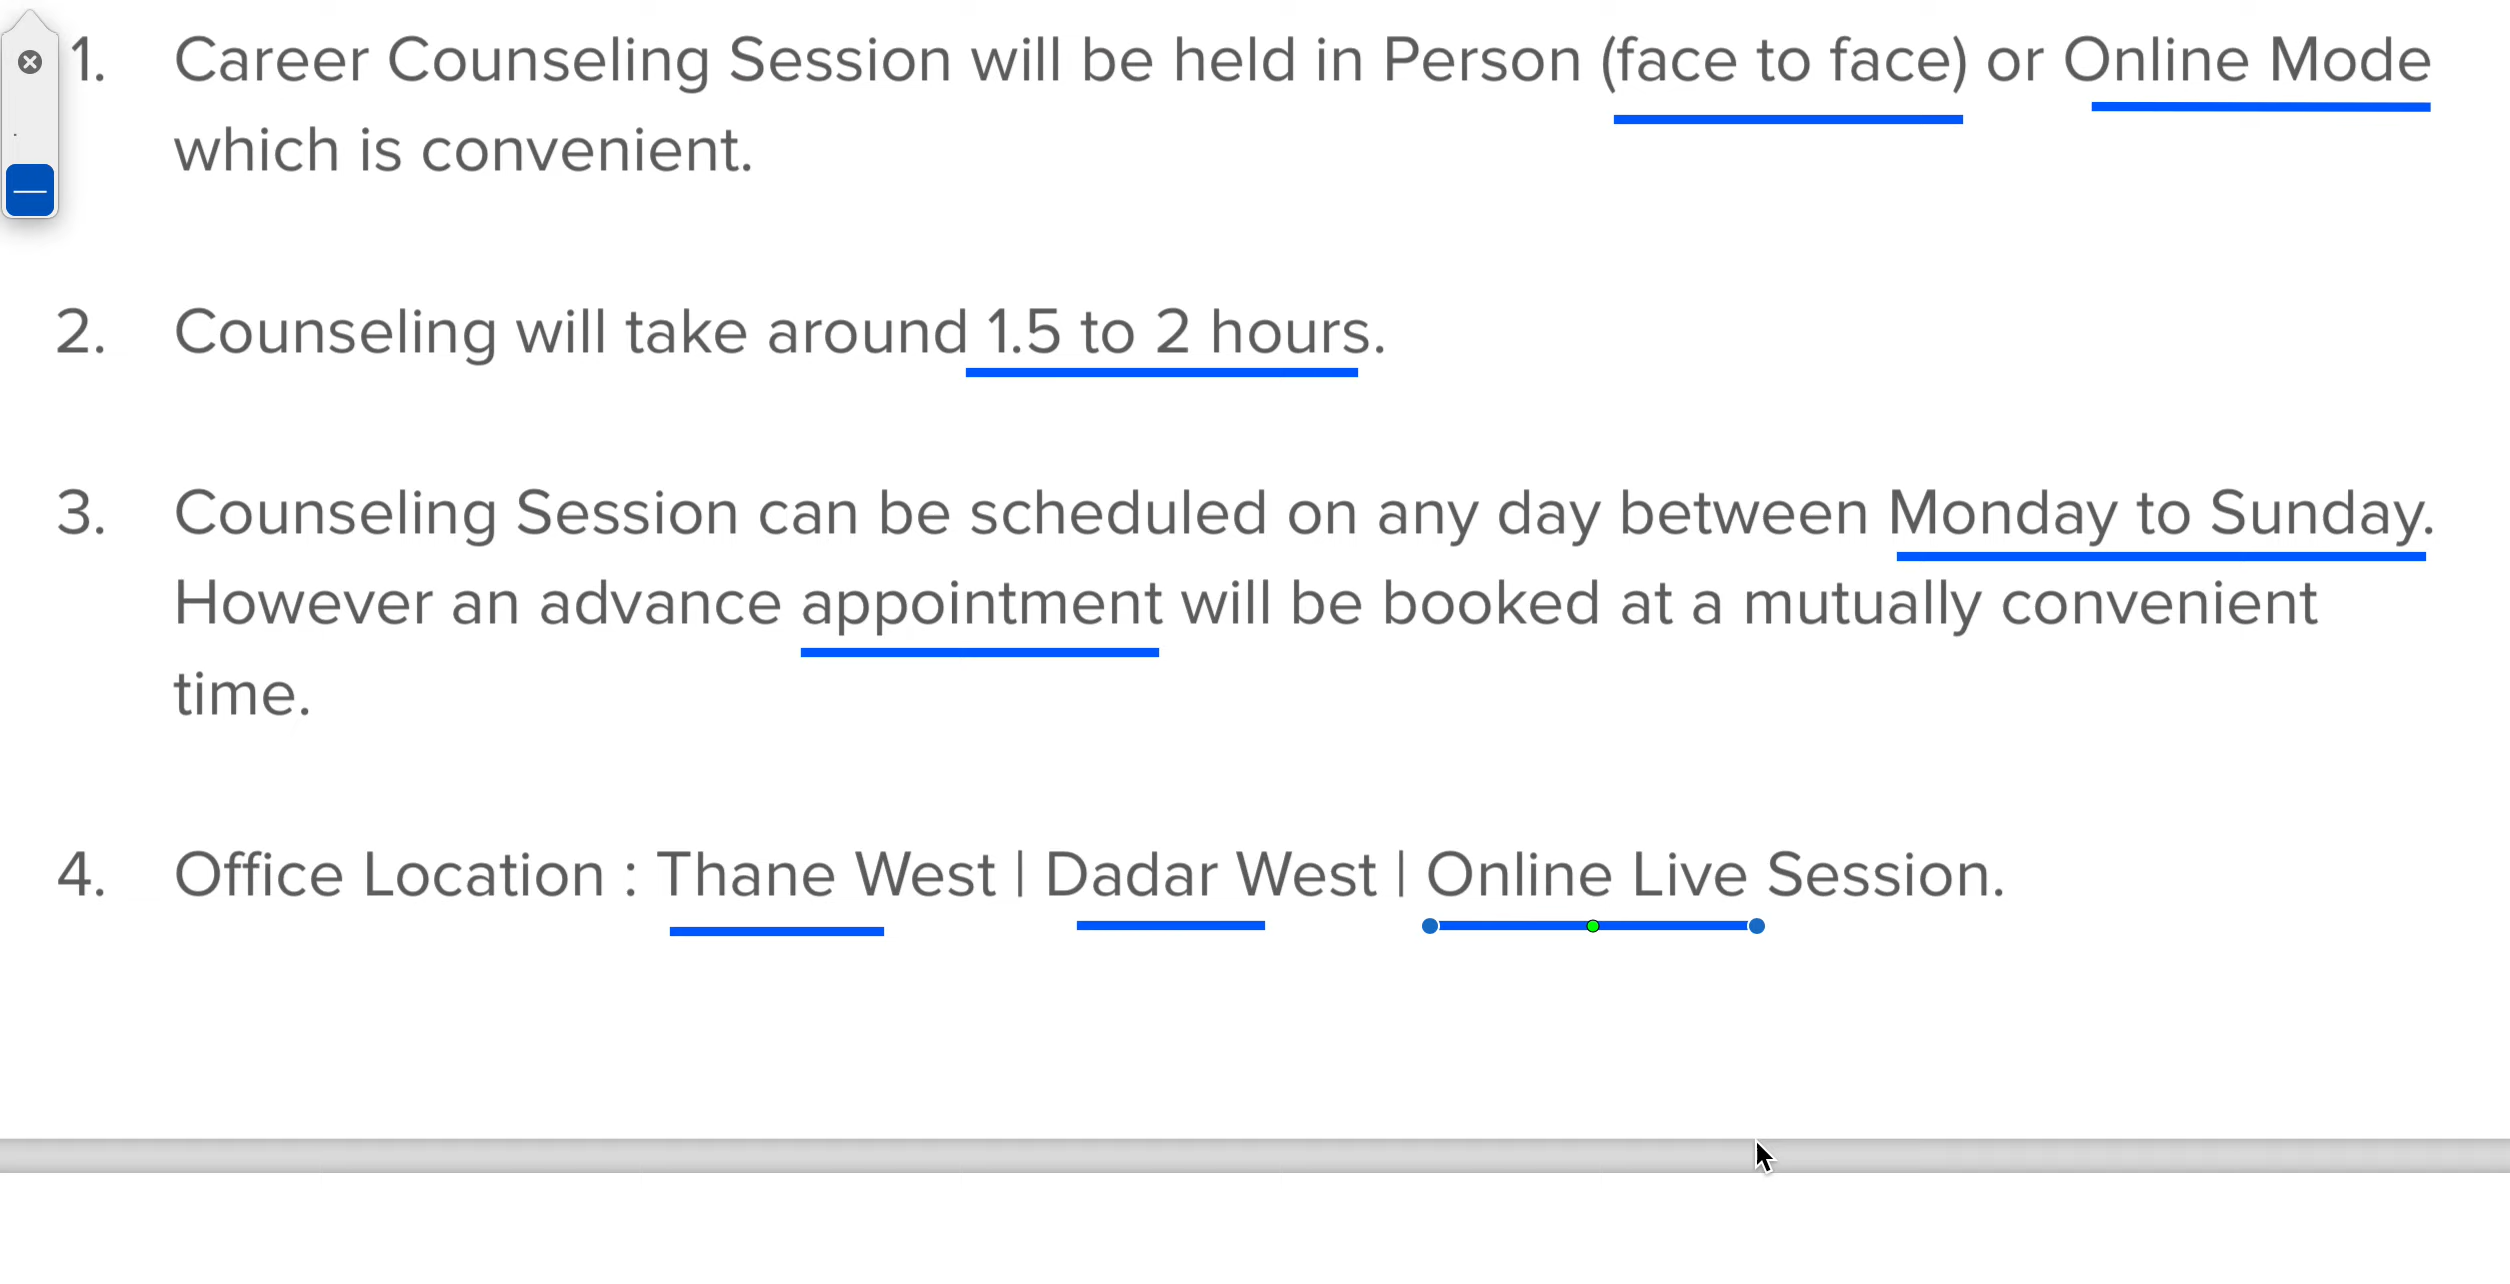 1. Career Counseling Session will be held in Person (face to face) or Online Mode
which is convenient.
2. Counseling will take around 1.5 to 2 hours.
3. Counseling Session can be scheduled on any day between Monday to Sunday.
However an advance appointment will be booked at a mutually convenient
time.
4. Office Location : Thane West | Dadar West | Online Live Session.